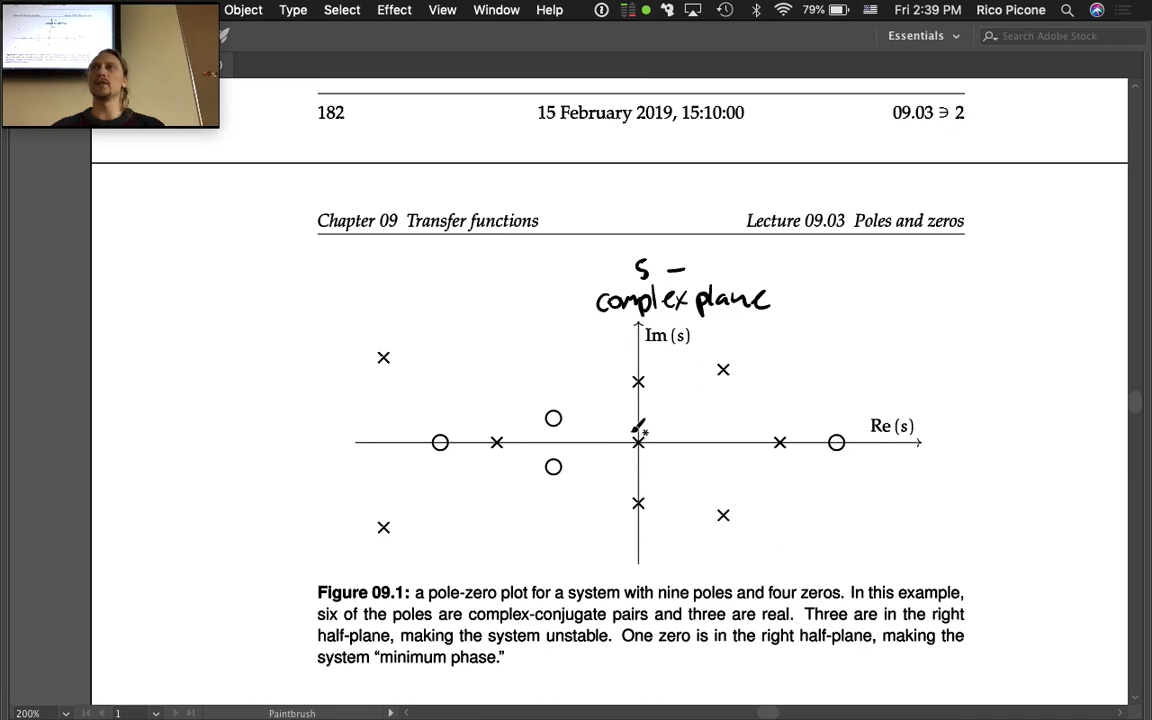 Object Type Select Effect View Window Help 79% Fri 2:39 PM Rico Picone
Essentials Search Adobe Stock
182 15 February 2019, 15:10:00 09.03 ∋ 2
Chapter 09 Transfer functions Lecture 09.03 Poles and zeros
s –
complex plane
Im (s)
Re (s)
Figure 09.1: a pole-zero plot for a system with nine poles and four zeros. In this example,
six of the poles are complex-conjugate pairs and three are real. Three are in the right
half-plane, making the system unstable. One zero is in the right half-plane, making the
system “minimum phase.”
200% 1 Paintbrush